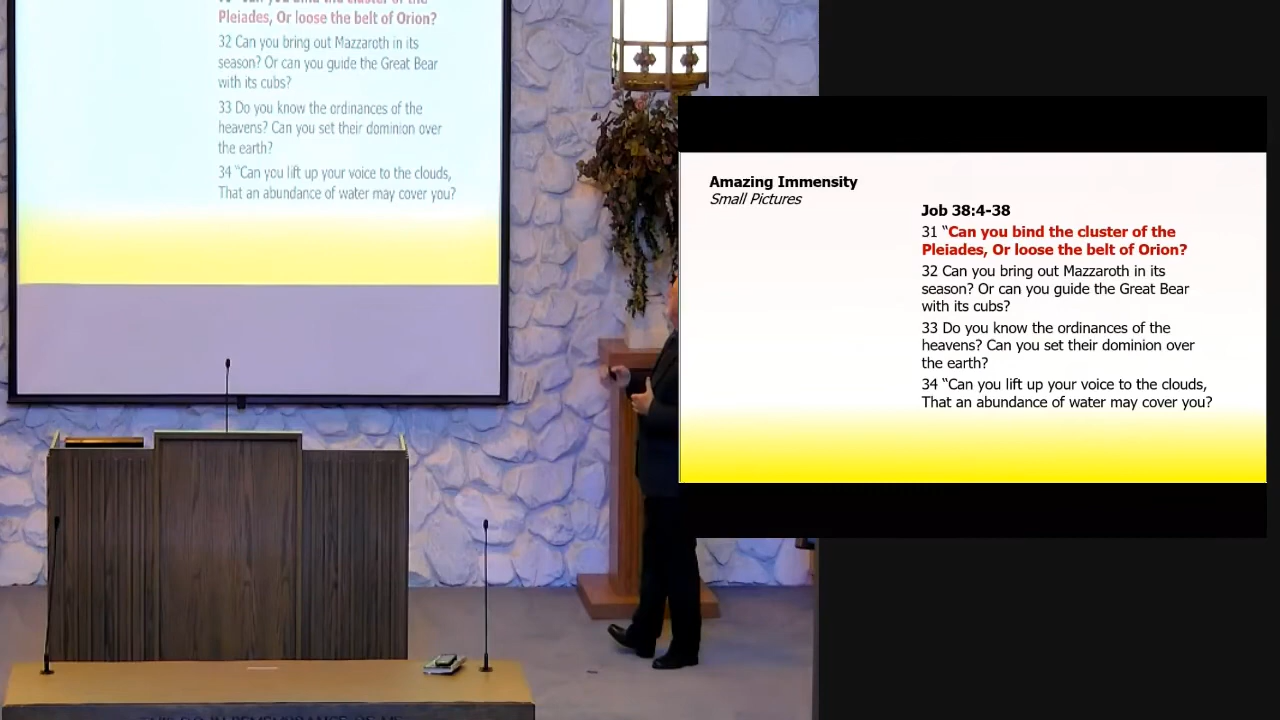 Pleiades, Or loose the belt of Orion?
32 Can you bring out Mazzaroth in its
season? Or can you guide the Great Bear
with its cubs?
33 Do you know the ordinances of the
heavens? Can you set their dominion over
the earth?
34 “Can you lift up your voice to the clouds,
That an abundance of water may cover you?
Amazing Immensity
Small Pictures
Job 38:4-38
31 “Can you bind the cluster of the
Pleiades, Or loose the belt of Orion?
32 Can you bring out Mazzaroth in its
season? Or can you guide the Great Bear
with its cubs?
33 Do you know the ordinances of the
heavens? Can you set their dominion over
the earth?
34 “Can you lift up your voice to the clouds,
That an abundance of water may cover you?